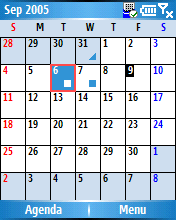 Sep 2005
S M T W T F S
28 29 30 31 1 2 3
4 5 6 7 8 9 10
11 12 13 14 15 16 17
18 19 20 21 22 23 24
25 26 27 28 29 30 1
2 3 4 5 6 7 8
Agenda Menu